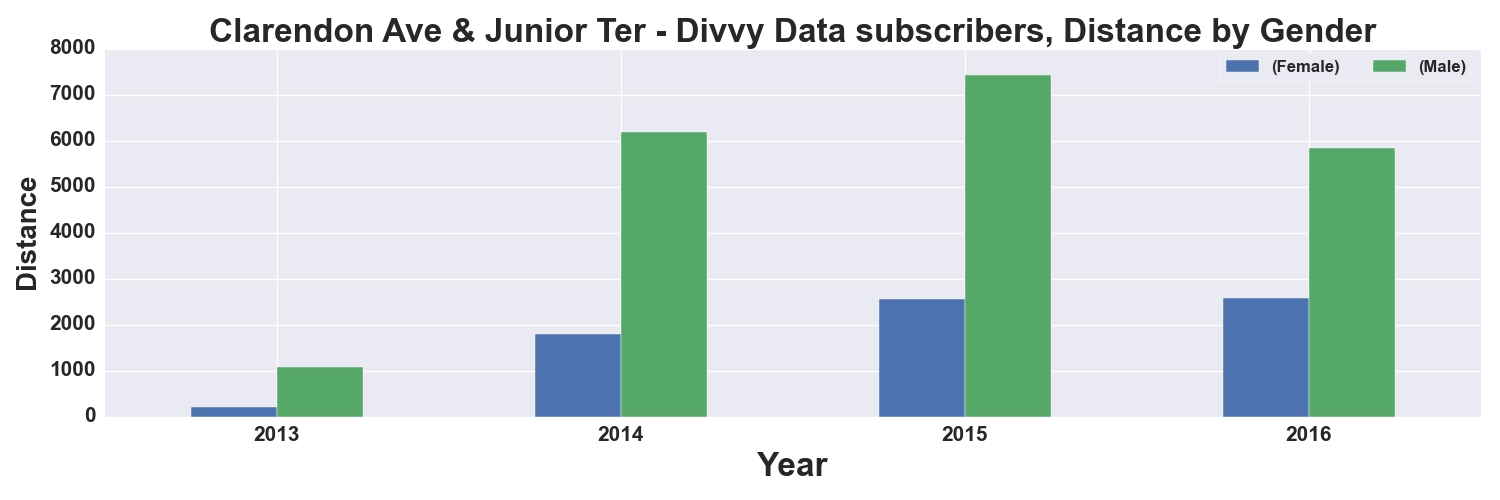 Clarendon Ave & Junior Ter - Divvy Data subscribers, Distance by Gender
(Female) (Male)
Distance
8000
7000
6000
5000
4000
3000
2000
1000
0
2013 2014 2015 2016
Year